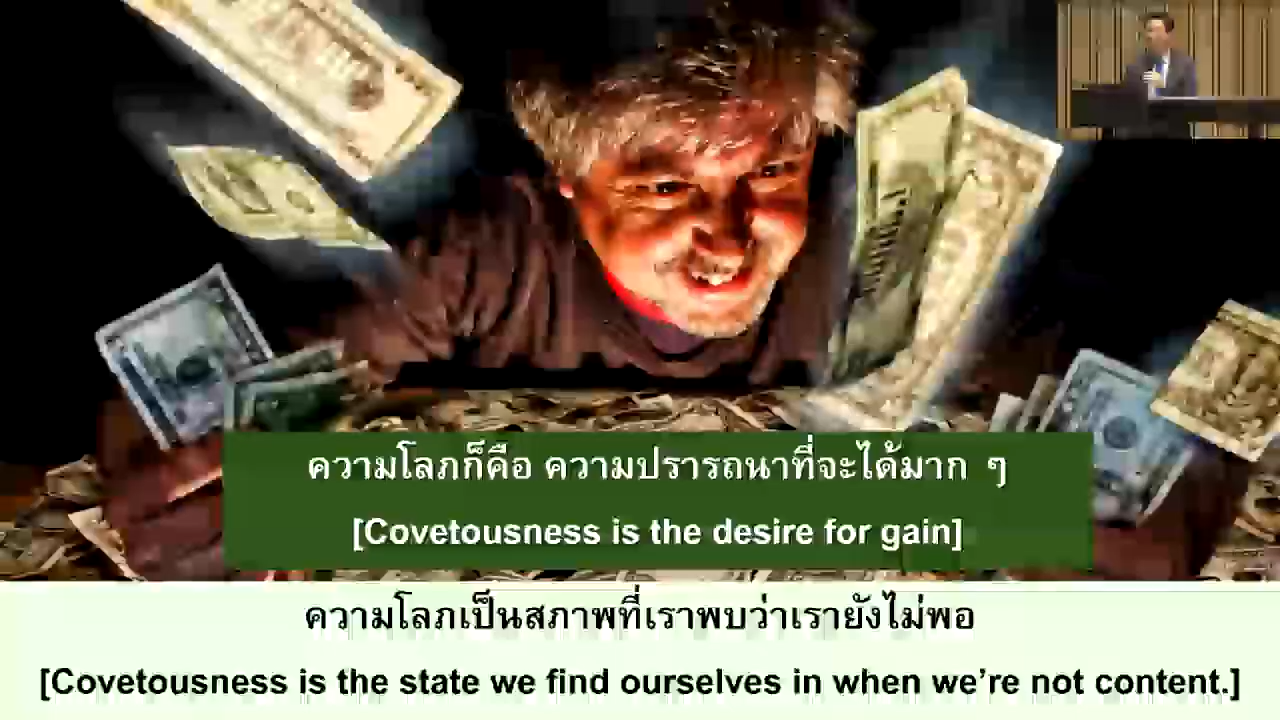 ความโลภก็คือ ความปรารถนาที่จะได้มาก ๆ
[Covetousness is the desire for gain]
ความโลภเป็นสภาพที่เราพบว่าเรายังไม่พอ
[Covetousness is the state we find ourselves in when we’re not content.]